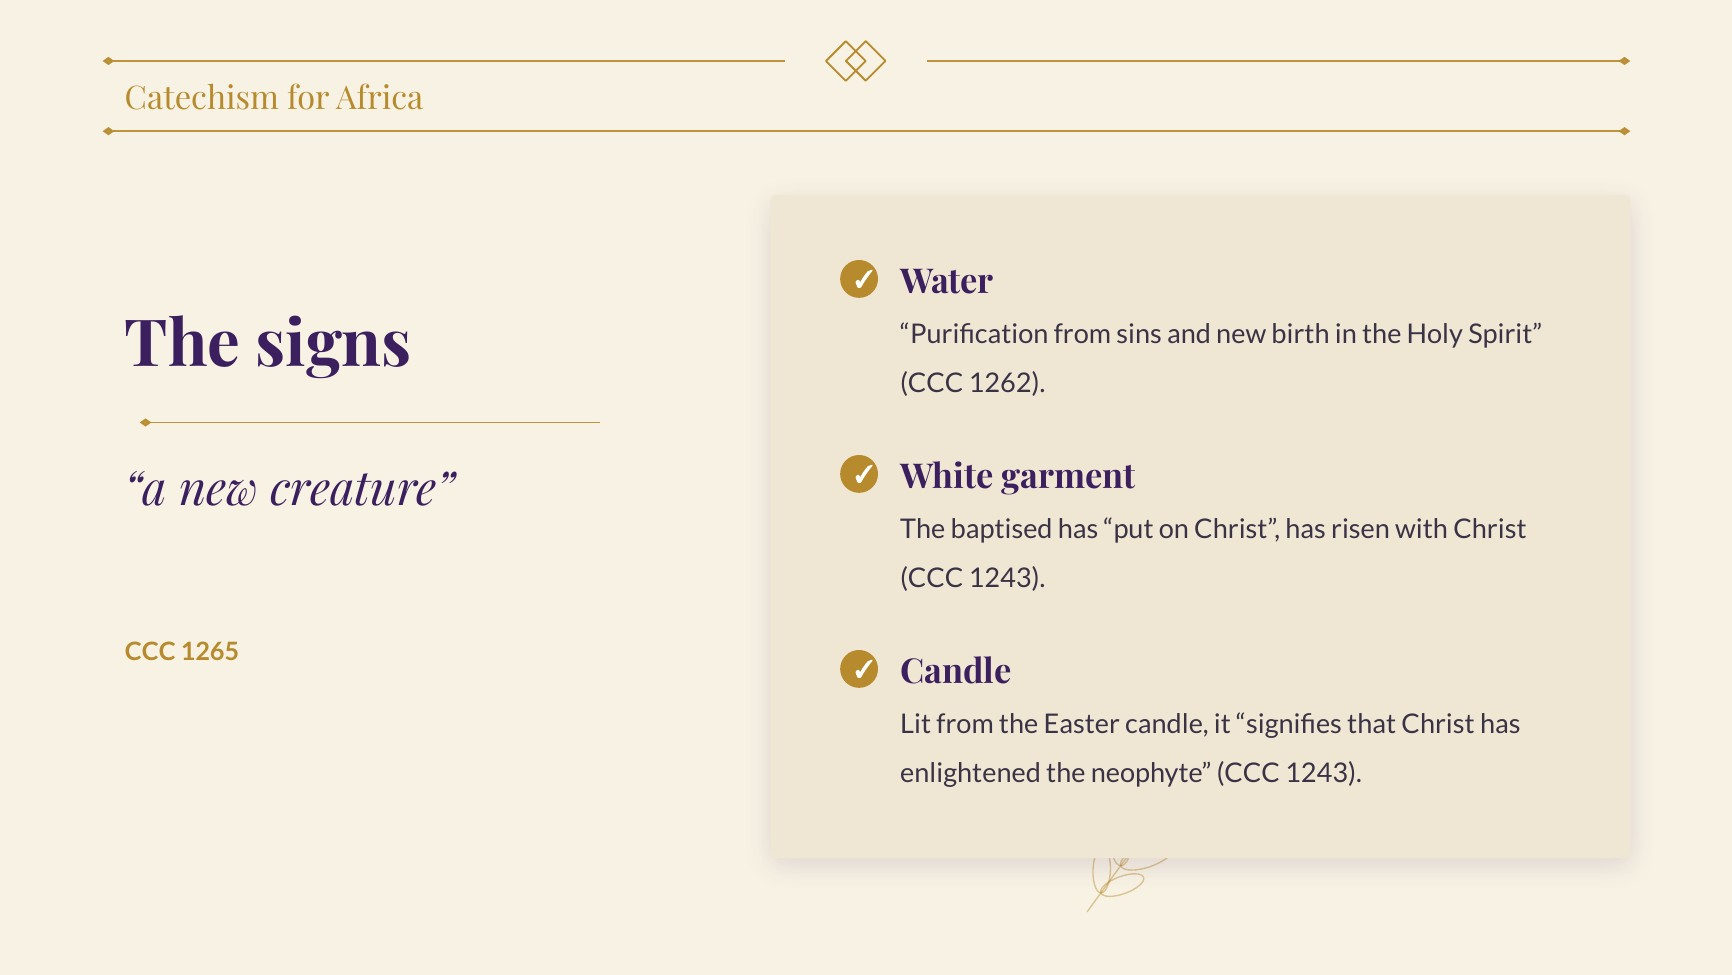 Catechism for Africa
The signs
“a new creature”
CCC 1265
Water
“Purification from sins and new birth in the Holy Spirit”
(CCC 1262).
White garment
The baptised has “put on Christ”, has risen with Christ
(CCC 1243).
Candle
Lit from the Easter candle, it “signifies that Christ has
enlightened the neophyte” (CCC 1243).